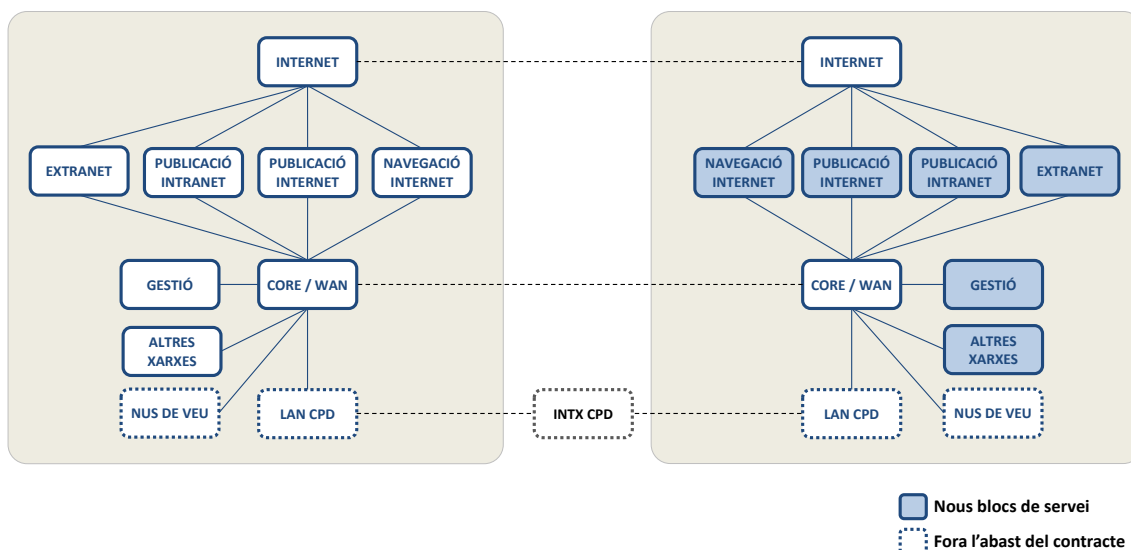 INTERNET
INTERNET
EXTRANET
PUBLICACIÓ
INTRANET
PUBLICACIÓ
INTERNET
NAVEGACIÓ
INTERNET
NAVEGACIÓ
INTERNET
PUBLICACIÓ
INTERNET
PUBLICACIÓ
INTRANET
EXTRANET
GESTIÓ
CORE / WAN
CORE / WAN
GESTIÓ
ALTRES
XARXES
ALTRES
XARXES
NUS DE VEU
LAN CPD
INTX CPD
LAN CPD
NUS DE VEU
Nous blocs de servei
Fora l'abast del contracte